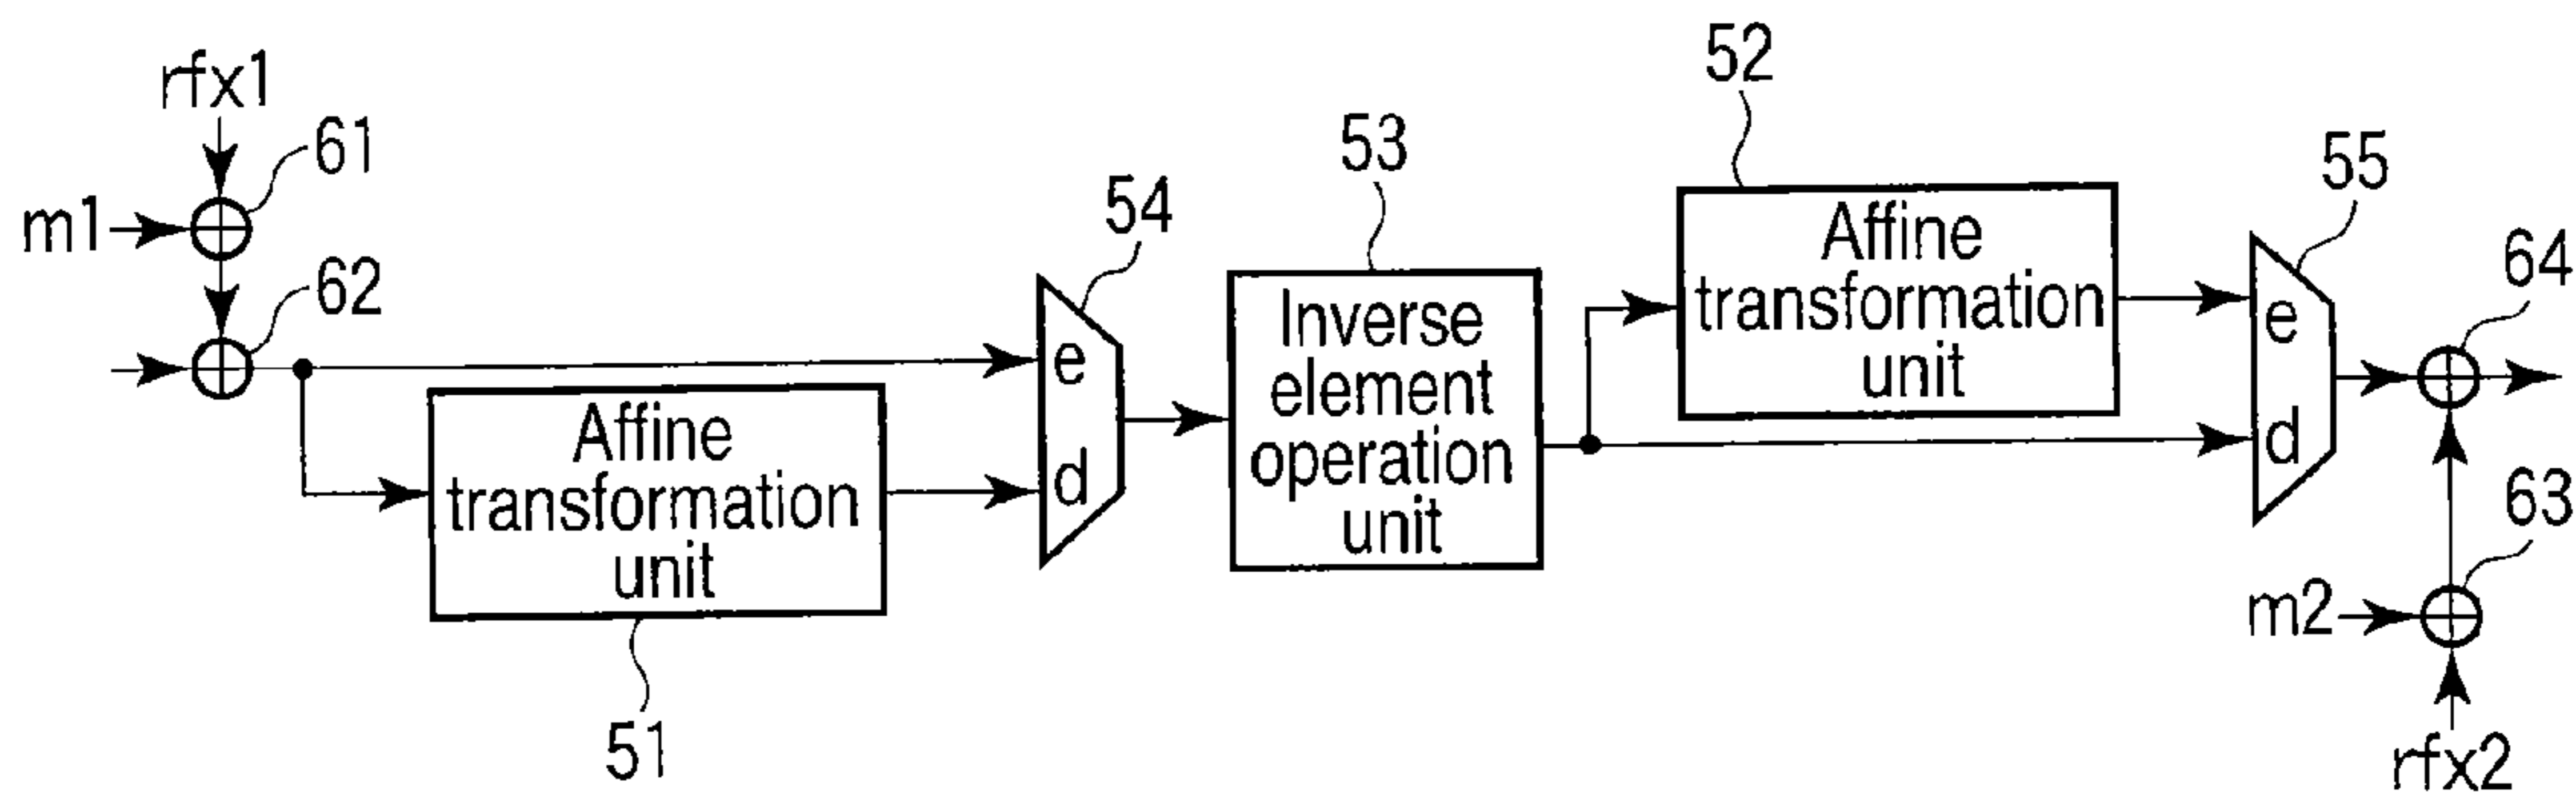 rfx1
61
m1
62
54
e
d
Affine
transformation
unit
51
53
Inverse
element
operation
unit
52
Affine
transformation
unit
55
e
d
64
63
m2
rfx2